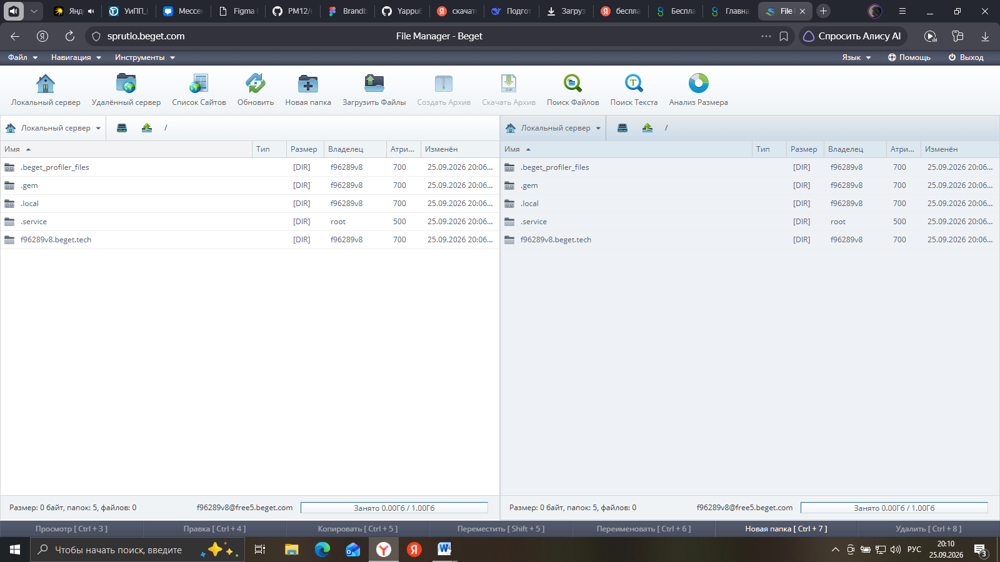 Янд
УиПП_(
Мессе
Figma
PM12/c
Brandb
Yappu6
скачат
Подгот
Загруз
беспла
Беспла
Главна
File
sprutio.beget.com
File Manager - Beget
Спросить Алису AI
Файл
Навигация
Инструменты
Язык
Помощь
Выход
Локальный сервер
Удалённый сервер
Список Сайтов
Обновить
Новая папка
Загрузить Файлы
Создать Архив
Скачать Архив
Поиск Файлов
Поиск Текста
Анализ Размера
Локальный сервер
/
Имя Тип Размер Владелец Атри... Изменён
.beget_profiler_files [DIR] f96289v8 700 25.09.2026 20:06...
.gem [DIR] f96289v8 700 25.09.2026 20:06...
.local [DIR] f96289v8 700 25.09.2026 20:06...
.service [DIR] root 500 25.09.2026 20:06...
f96289v8.beget.tech [DIR] f96289v8 700 25.09.2026 20:06...
Размер: 0 байт, папок: 5, файлов: 0
f96289v8@free5.beget.com
Занято 0.00Гб / 1.00Гб
Локальный сервер
/
Имя Тип Размер Владелец Атри... Изменён
.beget_profiler_files [DIR] f96289v8 700 25.09.2026 20:06...
.gem [DIR] f96289v8 700 25.09.2026 20:06...
.local [DIR] f96289v8 700 25.09.2026 20:06...
.service [DIR] root 500 25.09.2026 20:06...
f96289v8.beget.tech [DIR] f96289v8 700 25.09.2026 20:06...
Размер: 0 байт, папок: 5, файлов: 0
f96289v8@free5.beget.com
Занято 0.00Гб / 1.00Гб
Просмотр [ Ctrl + 3 ]
Правка [ Ctrl + 4 ]
Копировать [ Ctrl + 5 ]
Переместить [ Shift + 5 ]
Переименовать [ Ctrl + 6 ]
Новая папка [ Ctrl + 7 ]
Удалить [ Ctrl + 8 ]
Чтобы начать поиск, введите
РУС
20:10
25.09.2026
3